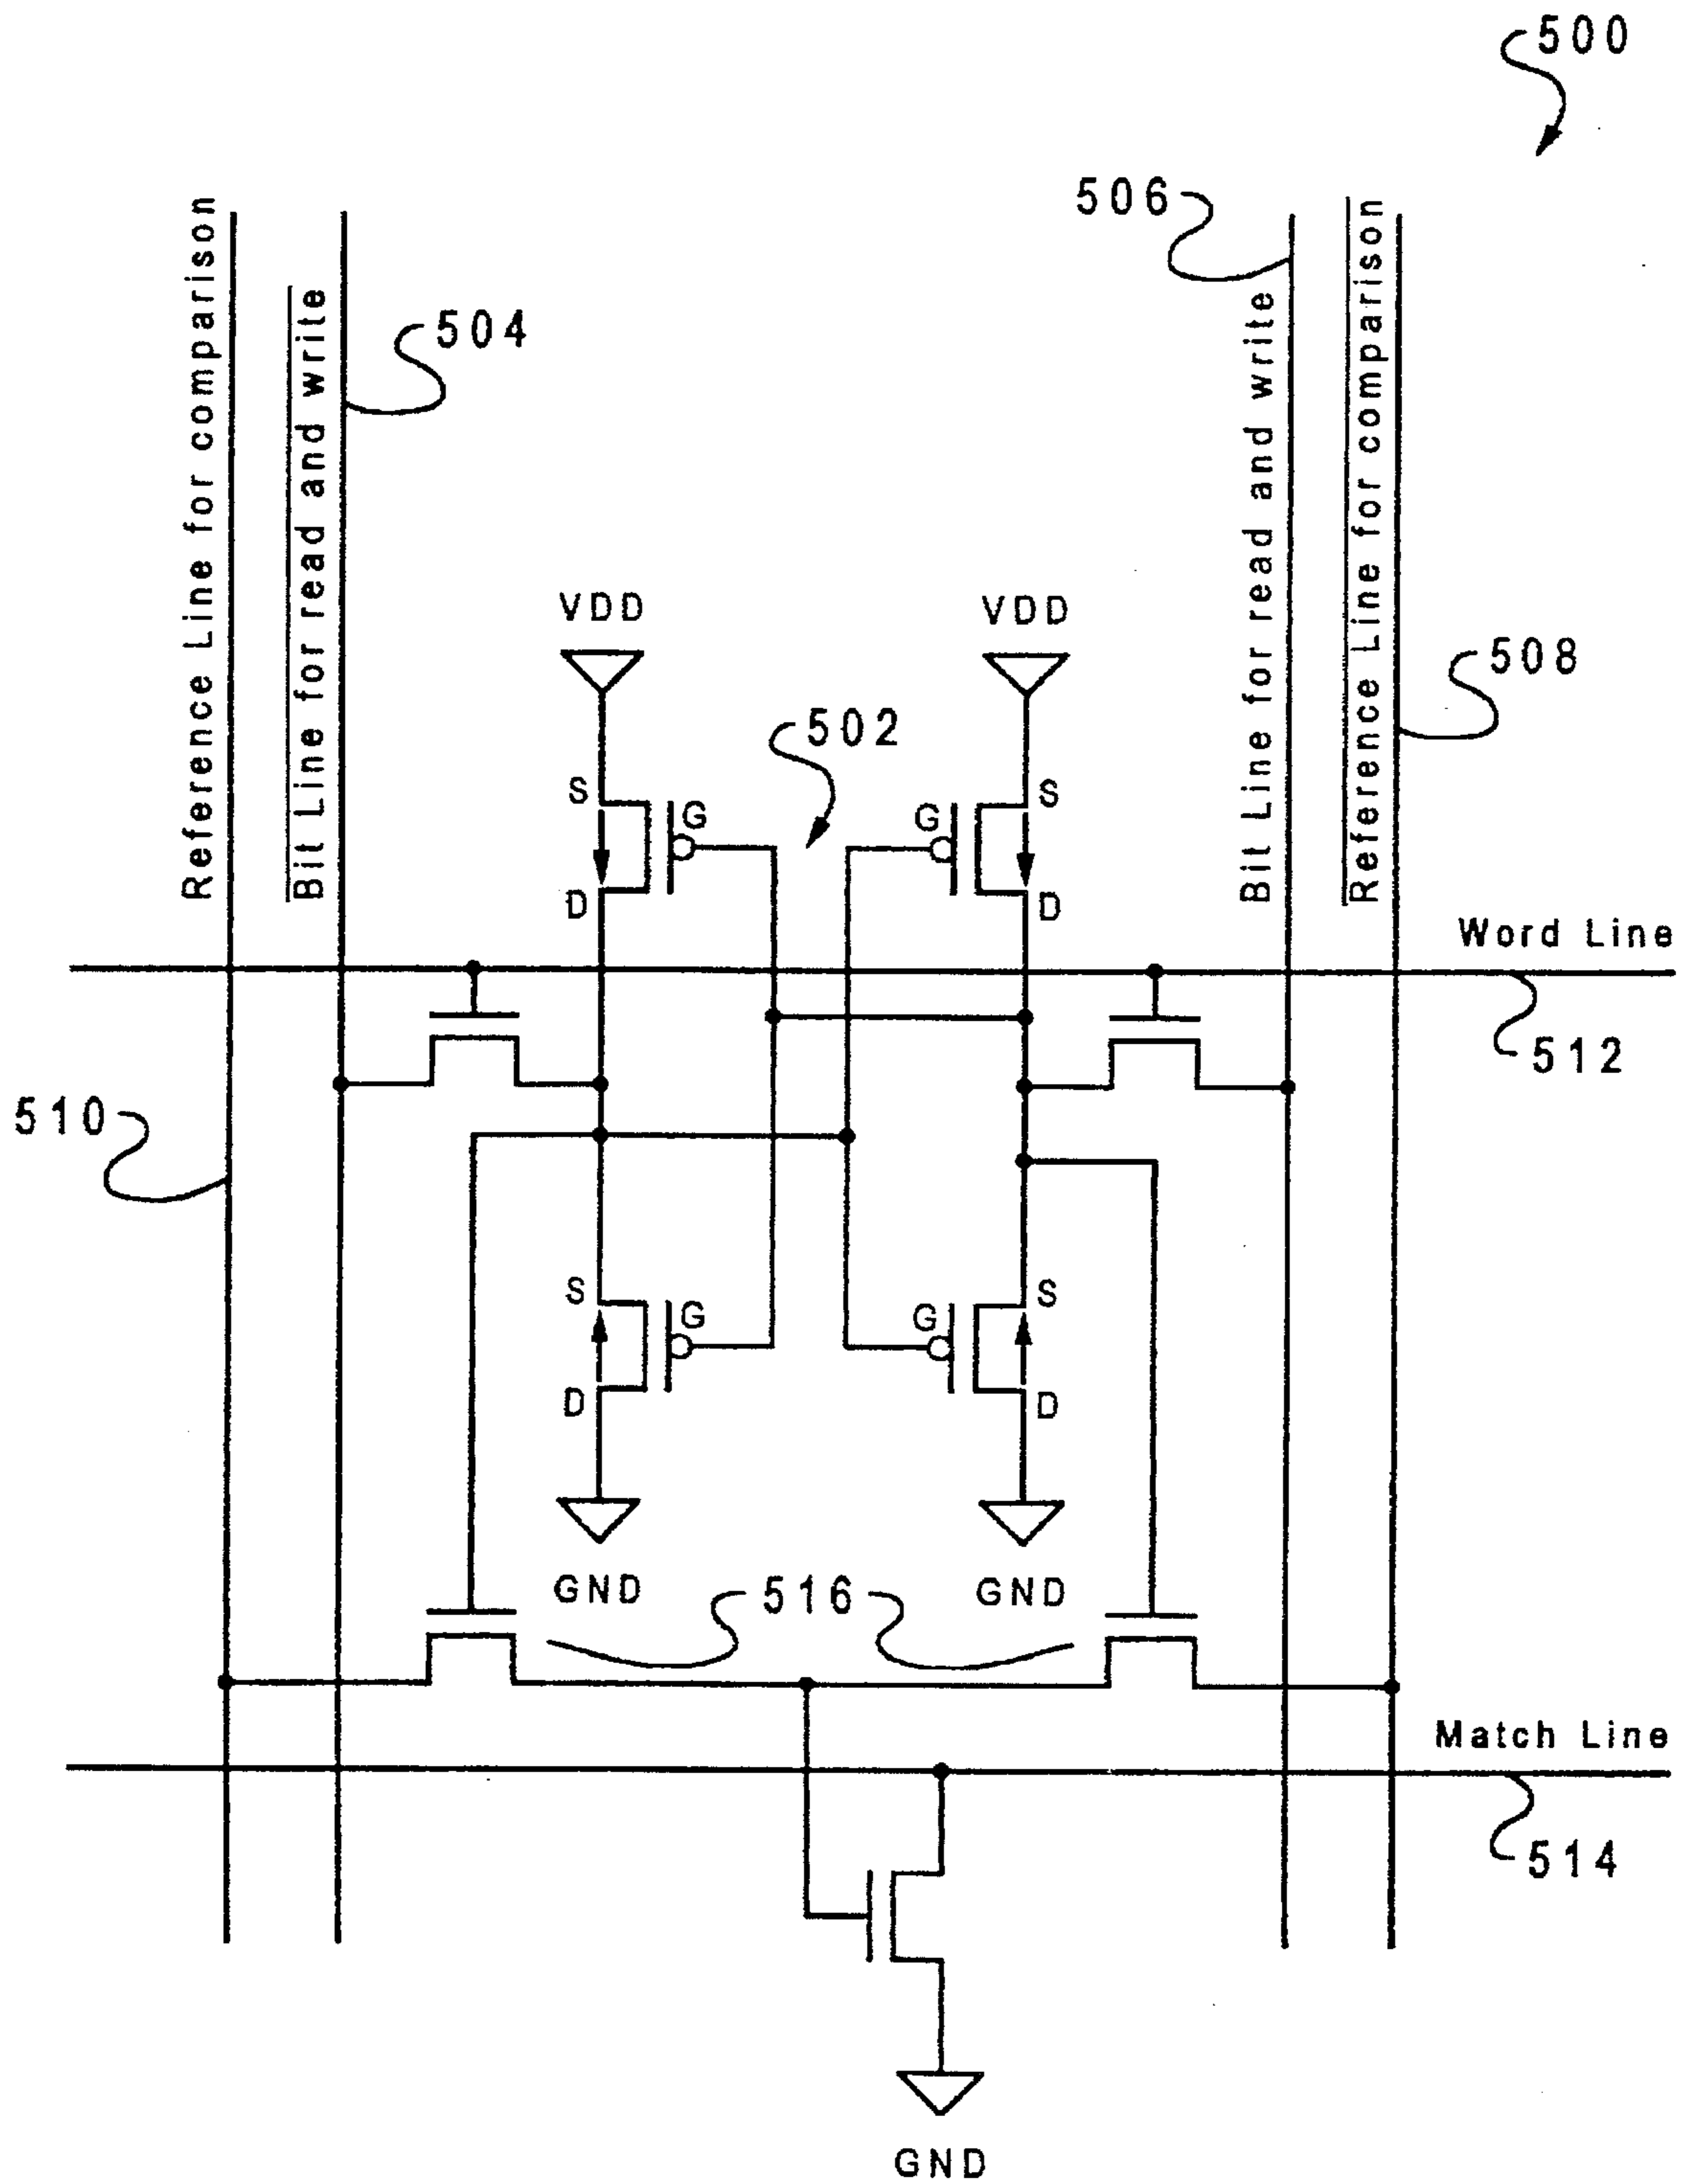 500
506
Reference Line for comparison
Bit Line for read and write
504
Bit Line for read and write
Reference Line for comparison
VDD
VDD
508
502
S
G
G
S
D
D
Word Line
512
510
S
G
G
S
D
D
GND
516
GND
Match Line
514
GND